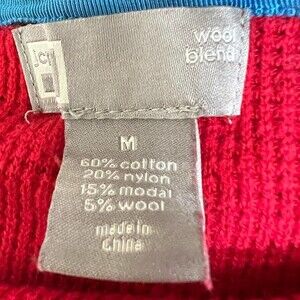 wool
blend
M
60% cotton
20% nylon
15% modal
5% wool
made in
China